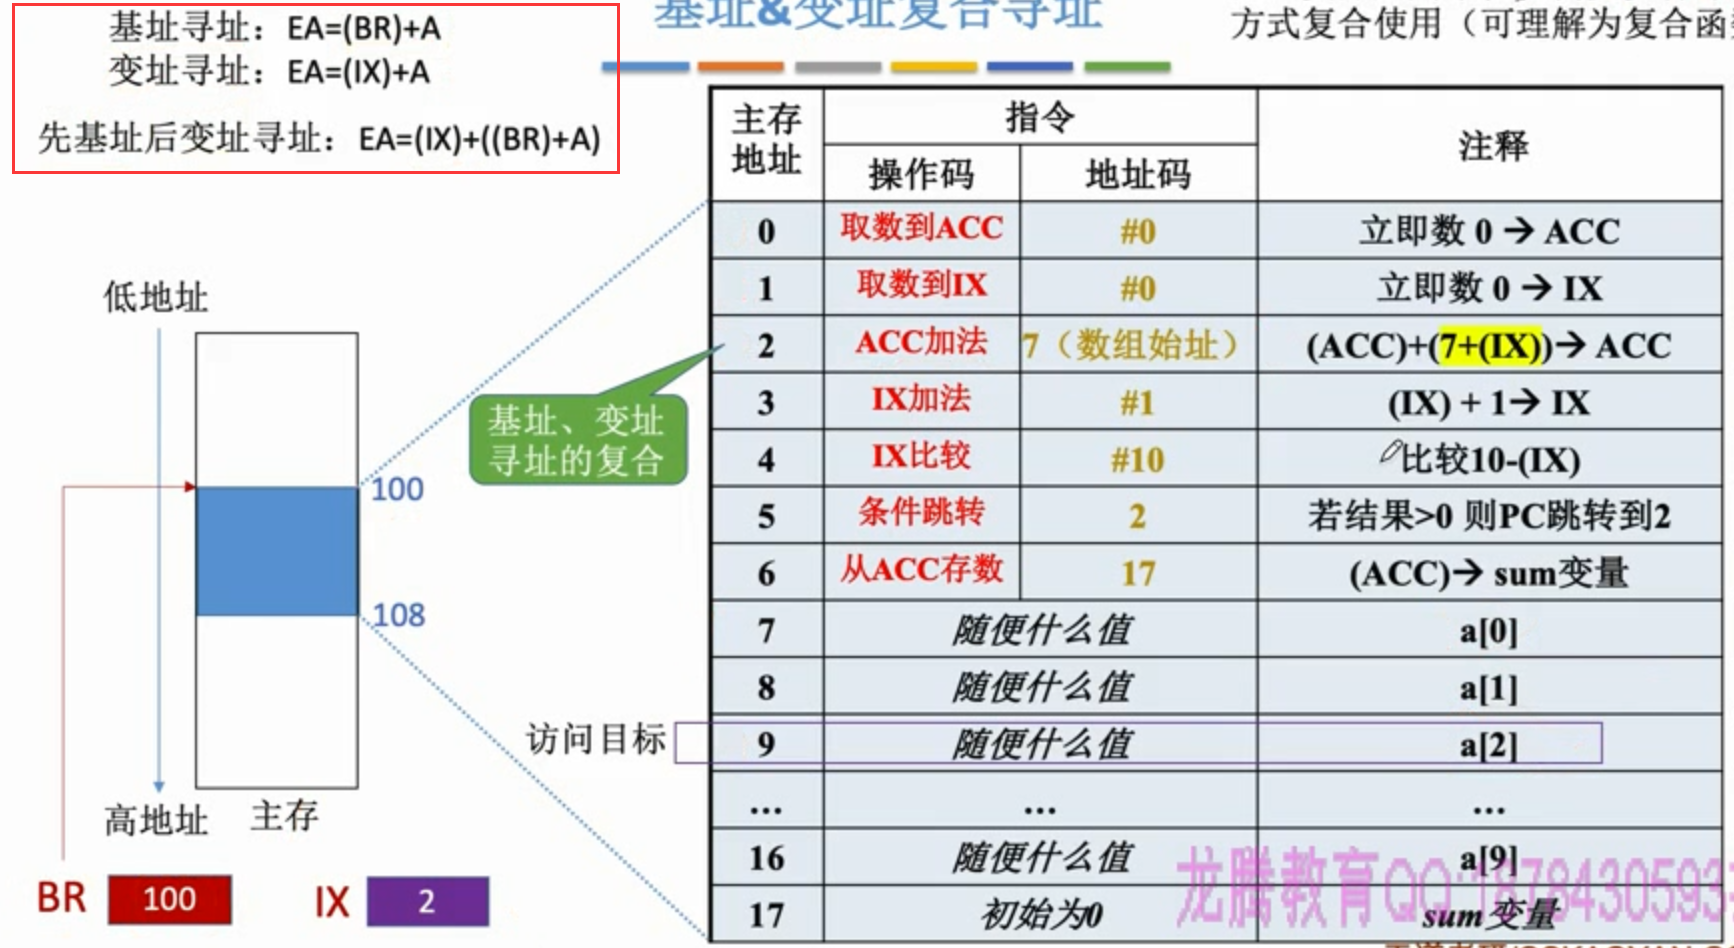 基址寻址：EA=(BR)+A
变址寻址：EA=(IX)+A
先基址后变址寻址：EA=(IX)+((BR)+A)
基址&变址复合寻址
方式复合使用（可理解为复合函
主存地址 指令 注释
操作码 地址码
0 取数到ACC #0 立即数 0 → ACC
1 取数到IX #0 立即数 0 → IX
2 ACC加法 7（数组始址） (ACC)+(7+(IX))→ ACC
3 IX加法 #1 (IX) + 1→ IX
4 IX比较 #10 比较10-(IX)
5 条件跳转 2 若结果>0 则PC跳转到2
6 从ACC存数 17 (ACC)→ sum变量
7 随便什么值 a[0]
8 随便什么值 a[1]
9 随便什么值 a[2]
... ... ...
16 随便什么值 a[9]
17 初始为0 sum变量
低地址
基址、变址
寻址的复合
100
108
访问目标
高地址 主存
BR 100 IX 2
龙腾教育QQ:1878430593